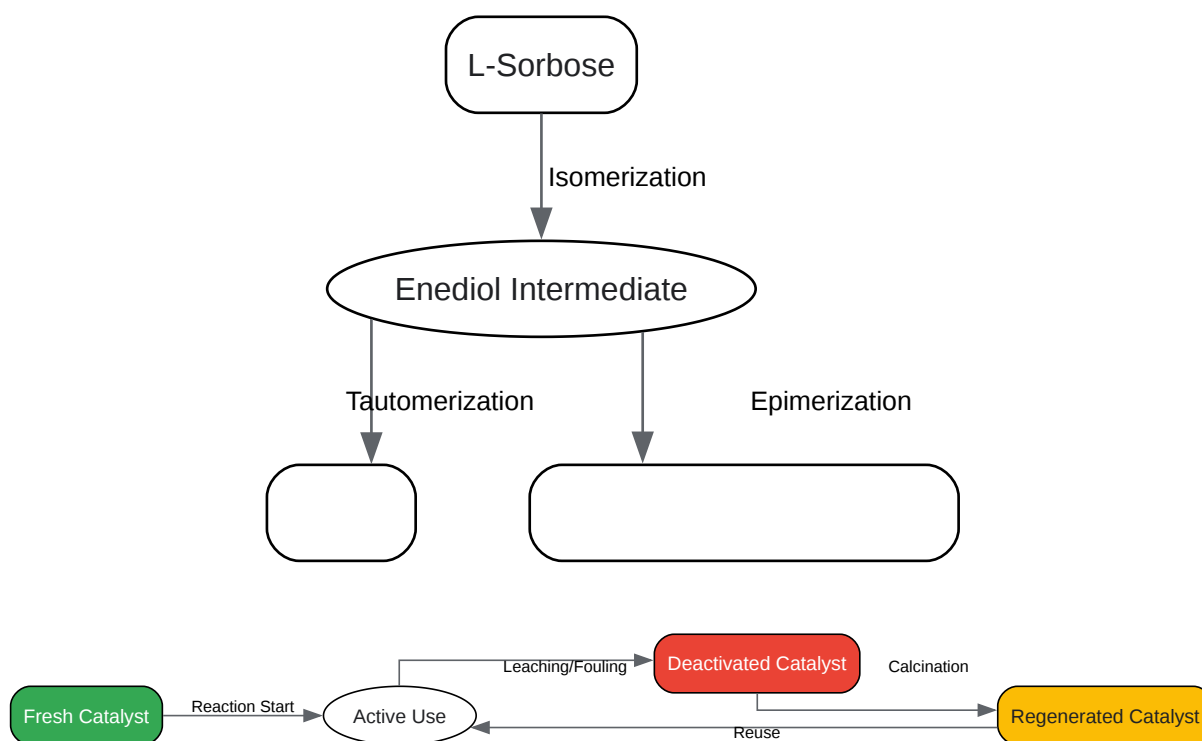 L-Sorbose
Isomerization
Enediol Intermediate
Tautomerization
Epimerization
Deactivated Catalyst
Leaching/Fouling
Calcination
Fresh Catalyst
Reaction Start
Active Use
Regenerated Catalyst
Reuse